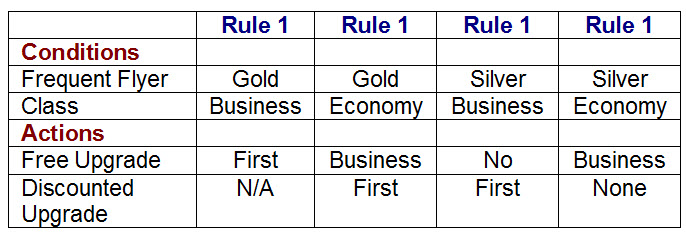 Rule 1 Rule 1 Rule 1 Rule 1
Conditions
Frequent Flyer Gold Gold Silver Silver
Class Business Economy Business Economy
Actions
Free Upgrade First Business No Business
Discounted N/A First First None
Upgrade